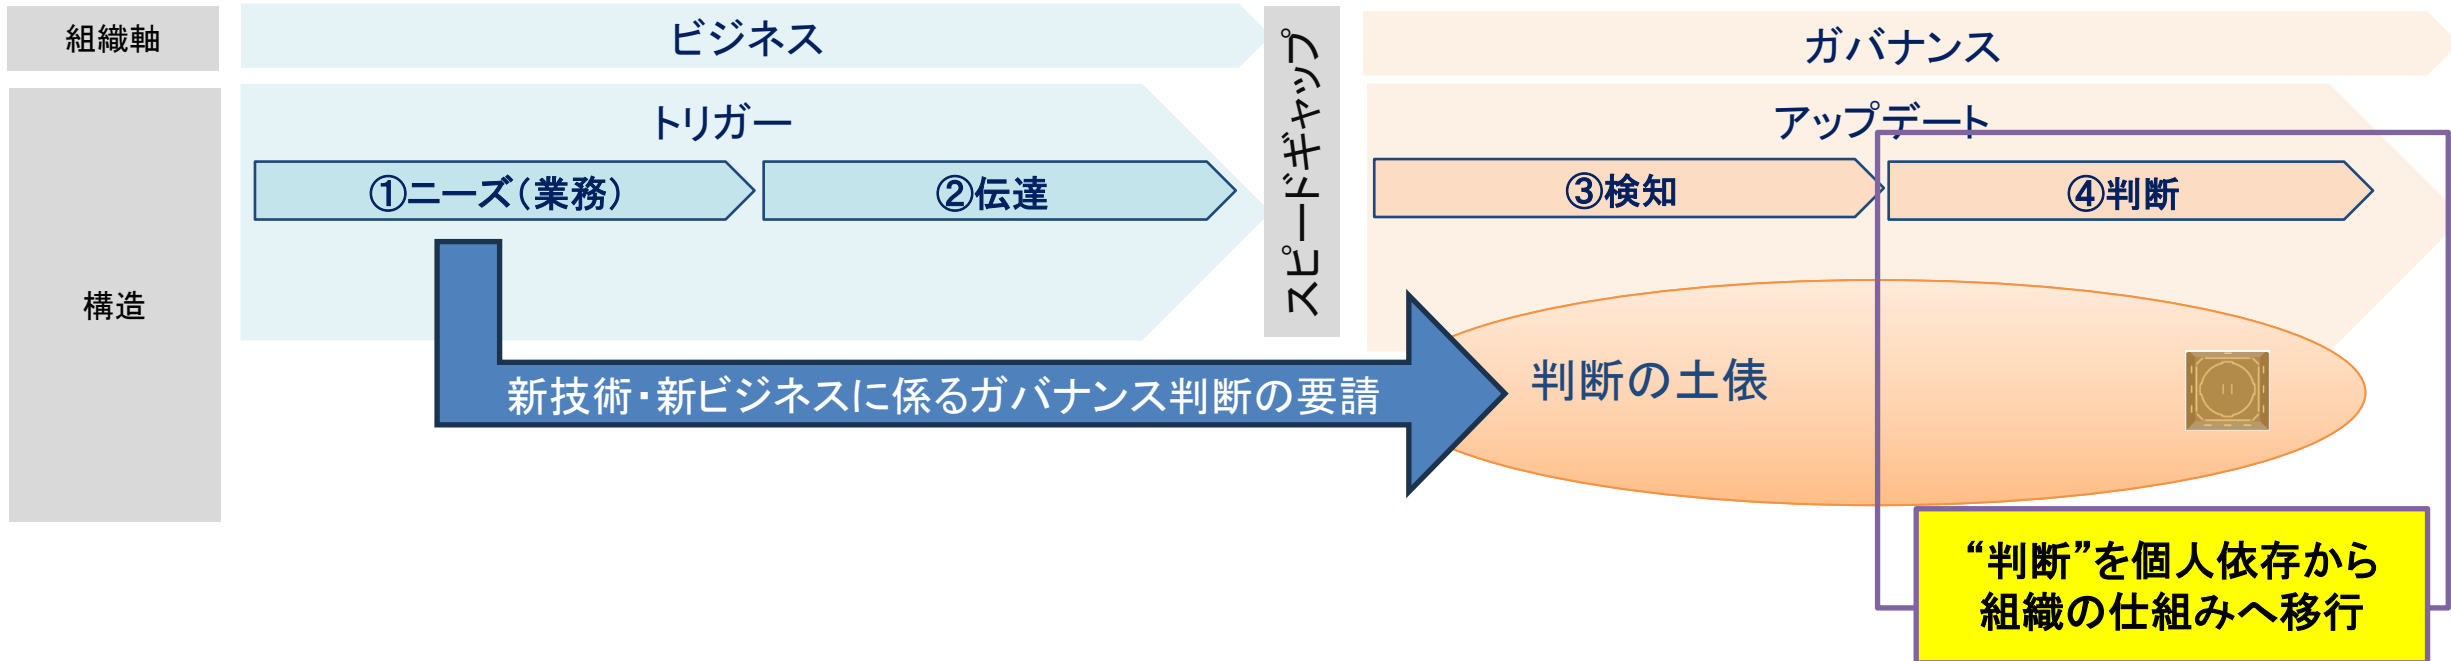 組織軸
ビジネス
スピードギャップ
ガバナンス
構造
トリガー
アップデート
①ニーズ（業務）
②伝達
③検知
④判断
新技術・新ビジネスに係るガバナンス判断の要請
判断の土俵
“判断”を個人依存から
組織の仕組みへ移行